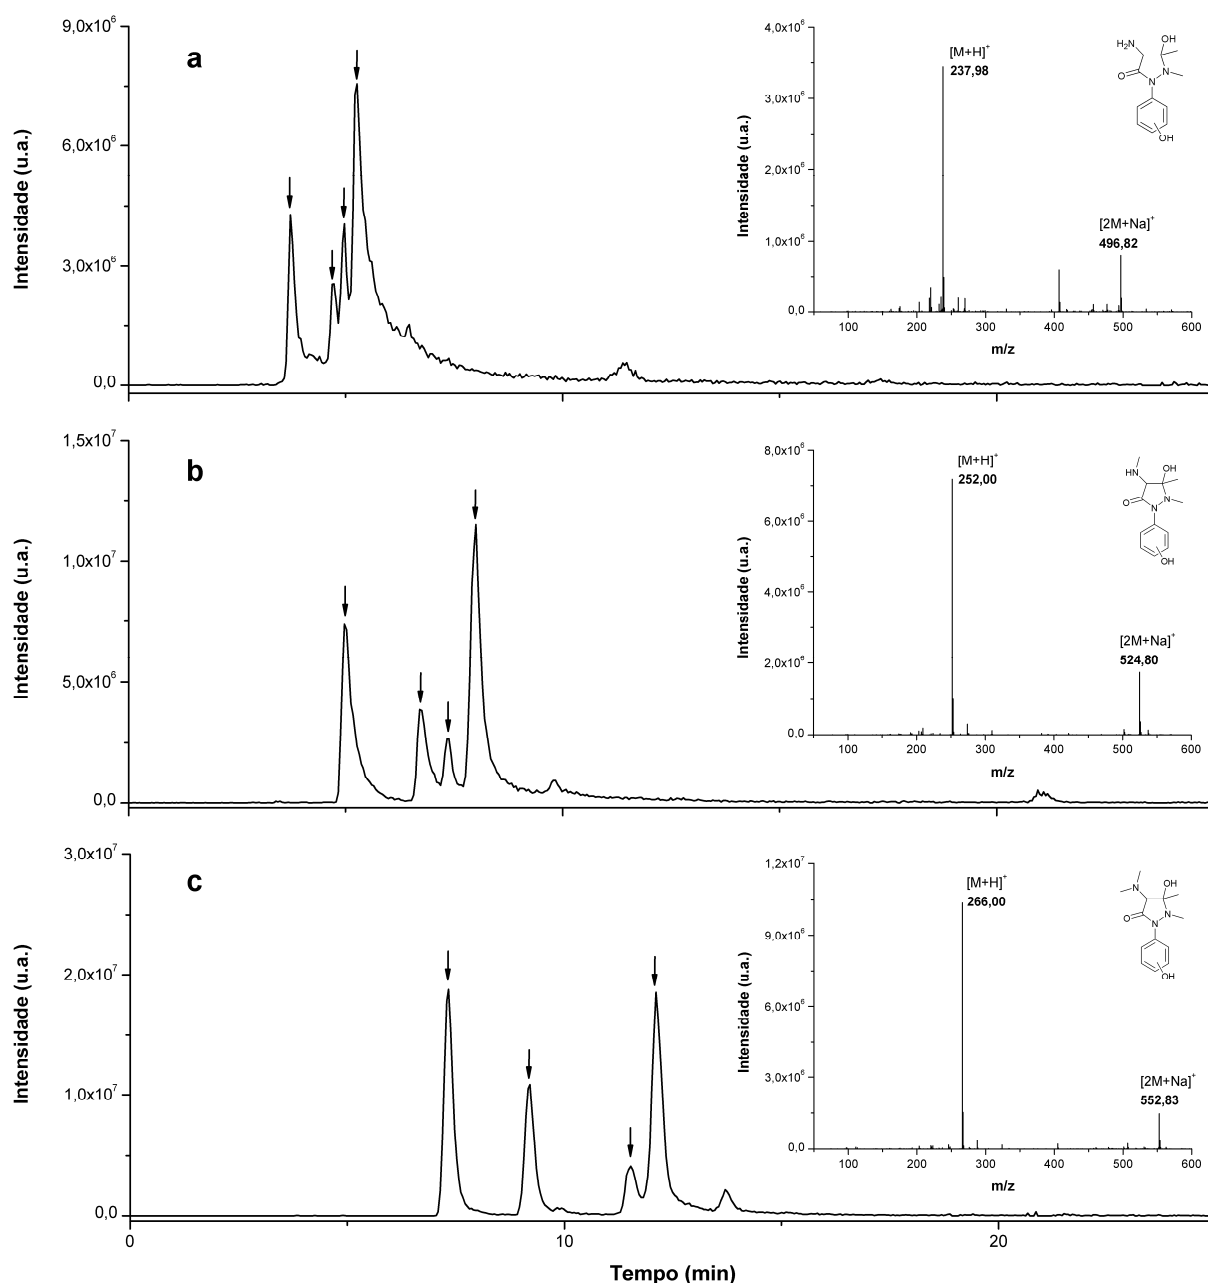 a
Intensidade (u.a.)
9,0x10⁶
6,0x10⁶
3,0x10⁶
0,0
Intensidade (u.a.)
4,0x10⁶
3,0x10⁶
2,0x10⁶
1,0x10⁶
0,0
[M+H]⁺
237,98
[2M+Na]⁺
496,82
100 200 300 400 500 600
m/z
H₂N
OH
O
N
N
OH
b
Intensidade (u.a.)
1,5x10⁷
1,0x10⁷
5,0x10⁶
0,0
Intensidade (u.a.)
8,0x10⁶
6,0x10⁶
4,0x10⁶
2,0x10⁶
0,0
[M+H]⁺
252,00
[2M+Na]⁺
524,80
100 200 300 400 500 600
m/z
HN
OH
O
N
N
OH
c
Intensidade (u.a.)
3,0x10⁷
2,0x10⁷
1,0x10⁷
0,0
Intensidade (u.a.)
1,2x10⁷
9,0x10⁶
6,0x10⁶
3,0x10⁶
0,0
[M+H]⁺
266,00
[2M+Na]⁺
552,83
100 200 300 400 500 600
m/z
N
OH
O
N
N
OH
0 10 20
Tempo (min)